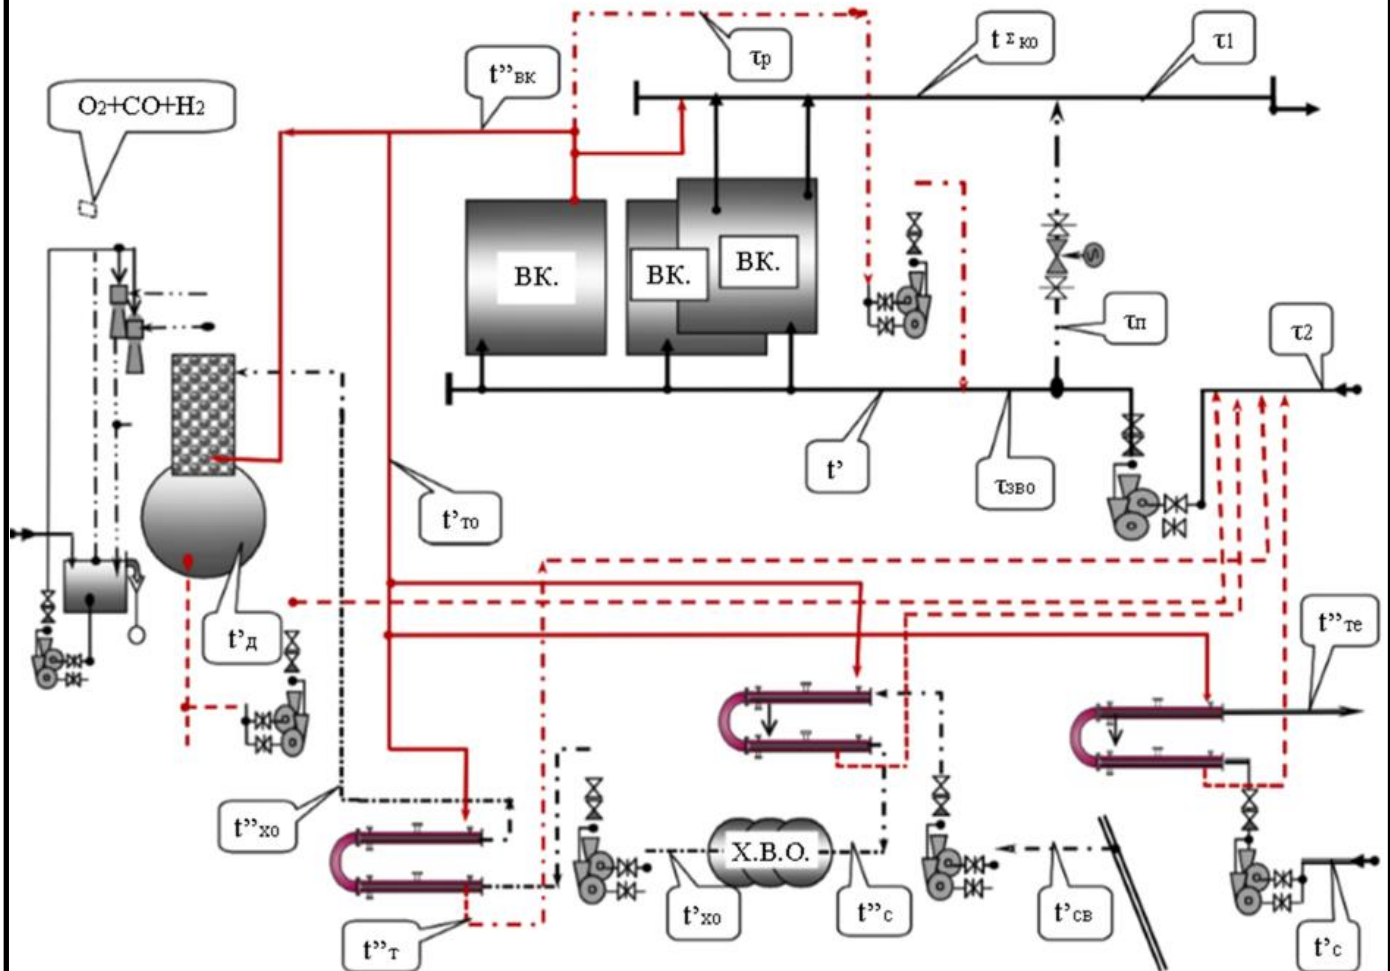 τр
t Σ ко
τ1
t”вк
O2+CO+H2
ВК.
ВК.
ВК.
τп
τ2
t’
τзво
t’то
t’д
t”те
t”хо
Х.В.О.
t’хо
t”с
t’св
t”т
t’с